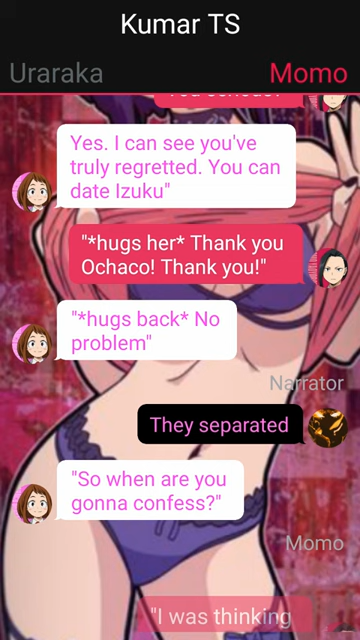 Kumar TS
Uraraka
Momo
You serious?"
Yes. I can see you've
truly regretted. You can
date Izuku"
"*hugs her* Thank you
Ochaco! Thank you!"
"*hugs back* No
problem"
Narrator
They separated
"So when are you
gonna confess?"
Momo
"I was thinking